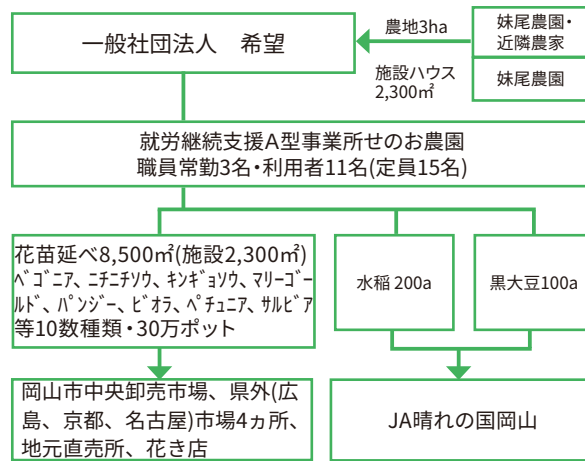 一般社団法人　希望
農地3ha
妹尾農園・
近隣農家
施設ハウス
2,300㎡
妹尾農園
就労継続支援A型事業所せのお農園
職員常勤3名・利用者11名(定員15名)
花苗延べ8,500㎡(施設2,300㎡)
ﾍﾞｺﾞﾆｱ、ﾆﾁﾆﾁｿｳ、ｷﾝｷﾞｮｿｳ、ﾏﾘｰｺﾞｰ
ﾙﾄﾞ、ﾊﾟﾝｼﾞｰ、ﾋﾞｵﾗ、ﾍﾟﾁｭﾆｱ、ｻﾙﾋﾞｱ
等10数種類・30万ポット
水稲 200a
黒大豆100a
岡山市中央卸売市場、県外(広
島、京都、名古屋)市場4ヵ所、
地元直売所、花き店
JA晴れの国岡山